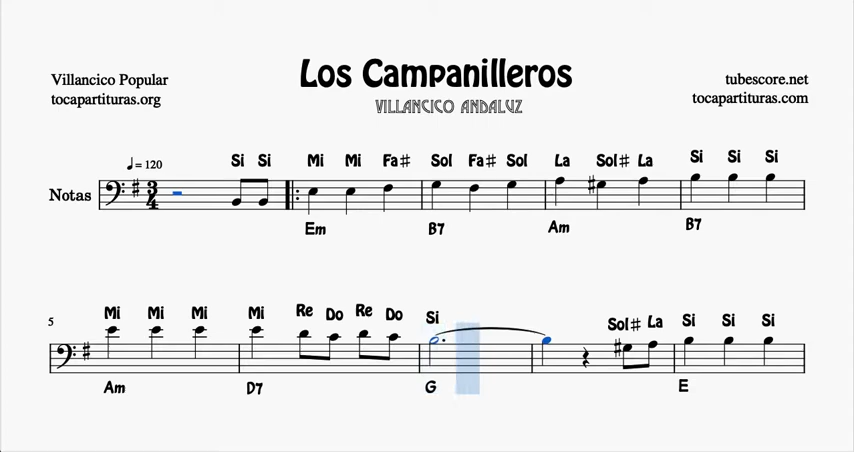 Los Campanilleros
VILLANCICO ANDALUZ
Villancico Popular
tocapartituras.org
tubescore.net
tocapartituras.com
♩ = 120
Si Si Mi Mi Fa♯ Sol Fa♯ Sol La Sol♯ La Si Si Si
Notas
3
4
Em B7 Am B7
5
Mi Mi Mi Mi Re Do Re Do Si Sol♯ La Si Si Si
Am D7 G E